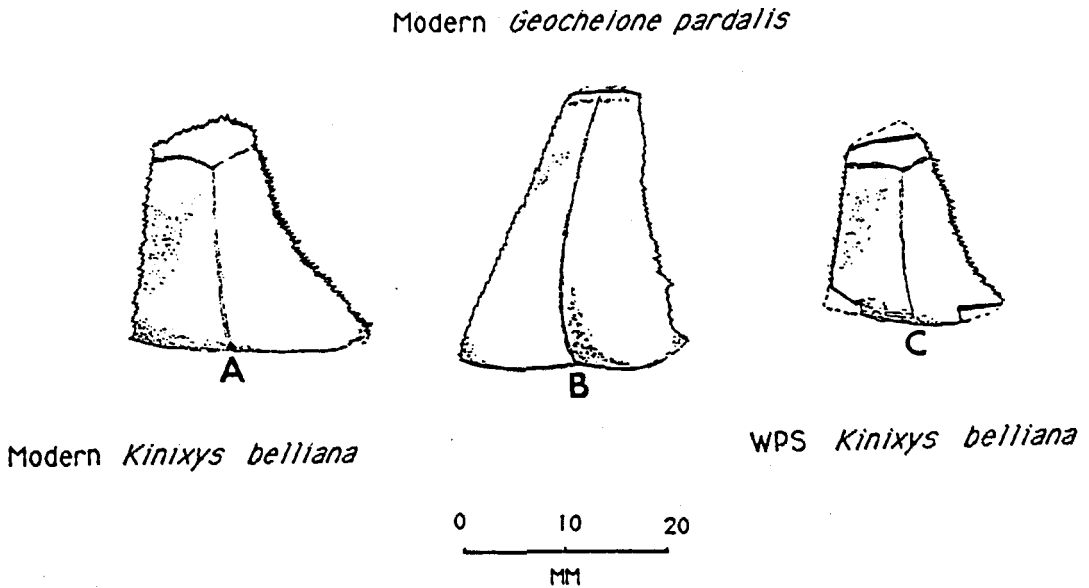 Modern Geochelone pardalis
A
B
C
Modern Kinixys belliana
WPS Kinixys belliana
0 10 20
MM